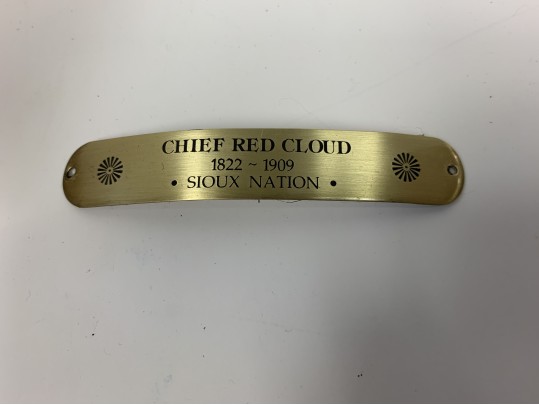 CHIEF RED CLOUD
1822 ~ 1909
• SIOUX NATION •